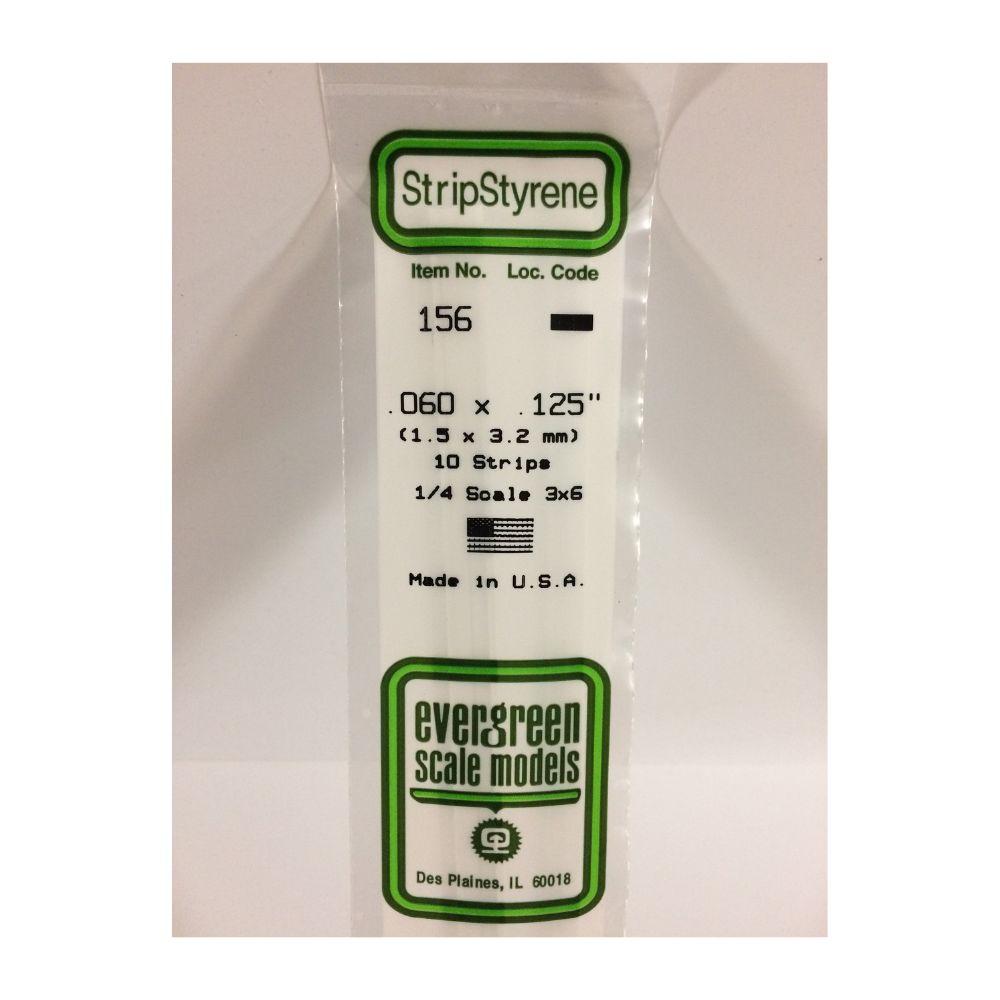 StripStyrene
Item No. Loc. Code
156
.060 x .125"
(1.5 x 3.2 mm)
10 Strips
1/4 Scale 3x6
Made in U.S.A.
evergreen
scale models
Des Plaines, IL 60018